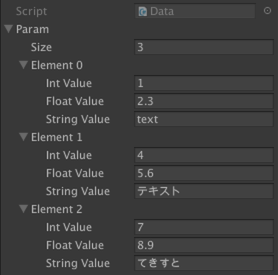 Script Data
Param
Size 3
Element 0
Int Value 1
Float Value 2.3
String Value text
Element 1
Int Value 4
Float Value 5.6
String Value テキスト
Element 2
Int Value 7
Float Value 8.9
String Value てきすと